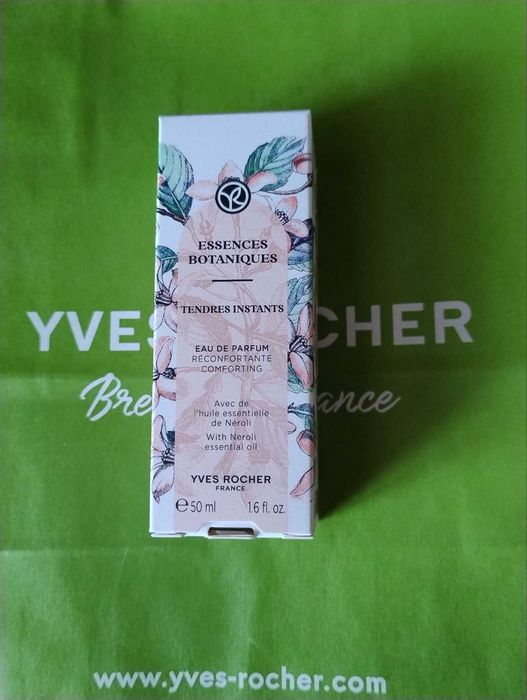 ESSENCES
BOTANIQUES
TENDRES INSTANTS
EAU DE PARFUM
RÉCONFORTANTE
COMFORTING
Avec de
l'huile essentielle
de Néroli
With Neroli
essential oil
YVES ROCHER
FRANCE
e 50 ml 1.6 fl. oz.
YVES ROCHER
www.yves-rocher.com